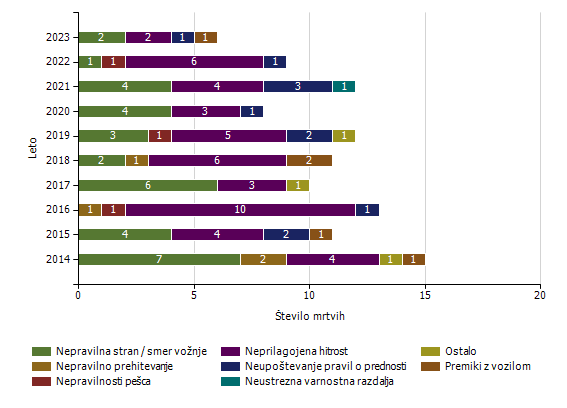 2023 2 2 1 1
2022 1 1 6 1
2021 4 4 3 1
2020 4 3 1
2019 3 1 5 2 1
2018 2 1 6 2
2017 6 3 1
2016 1 1 10 1
2015 4 4 2 1
2014 7 2 4 1 1
Leto
0 5 10 15 20
Število mrtvih
Nepravilna stran / smer vožnje Neprilagojena hitrost Ostalo
Nepravilno prehitevanje Neupoštevanje pravil o prednosti Premiki z vozilom
Nepravilnosti pešca Neustrezna varnostna razdalja